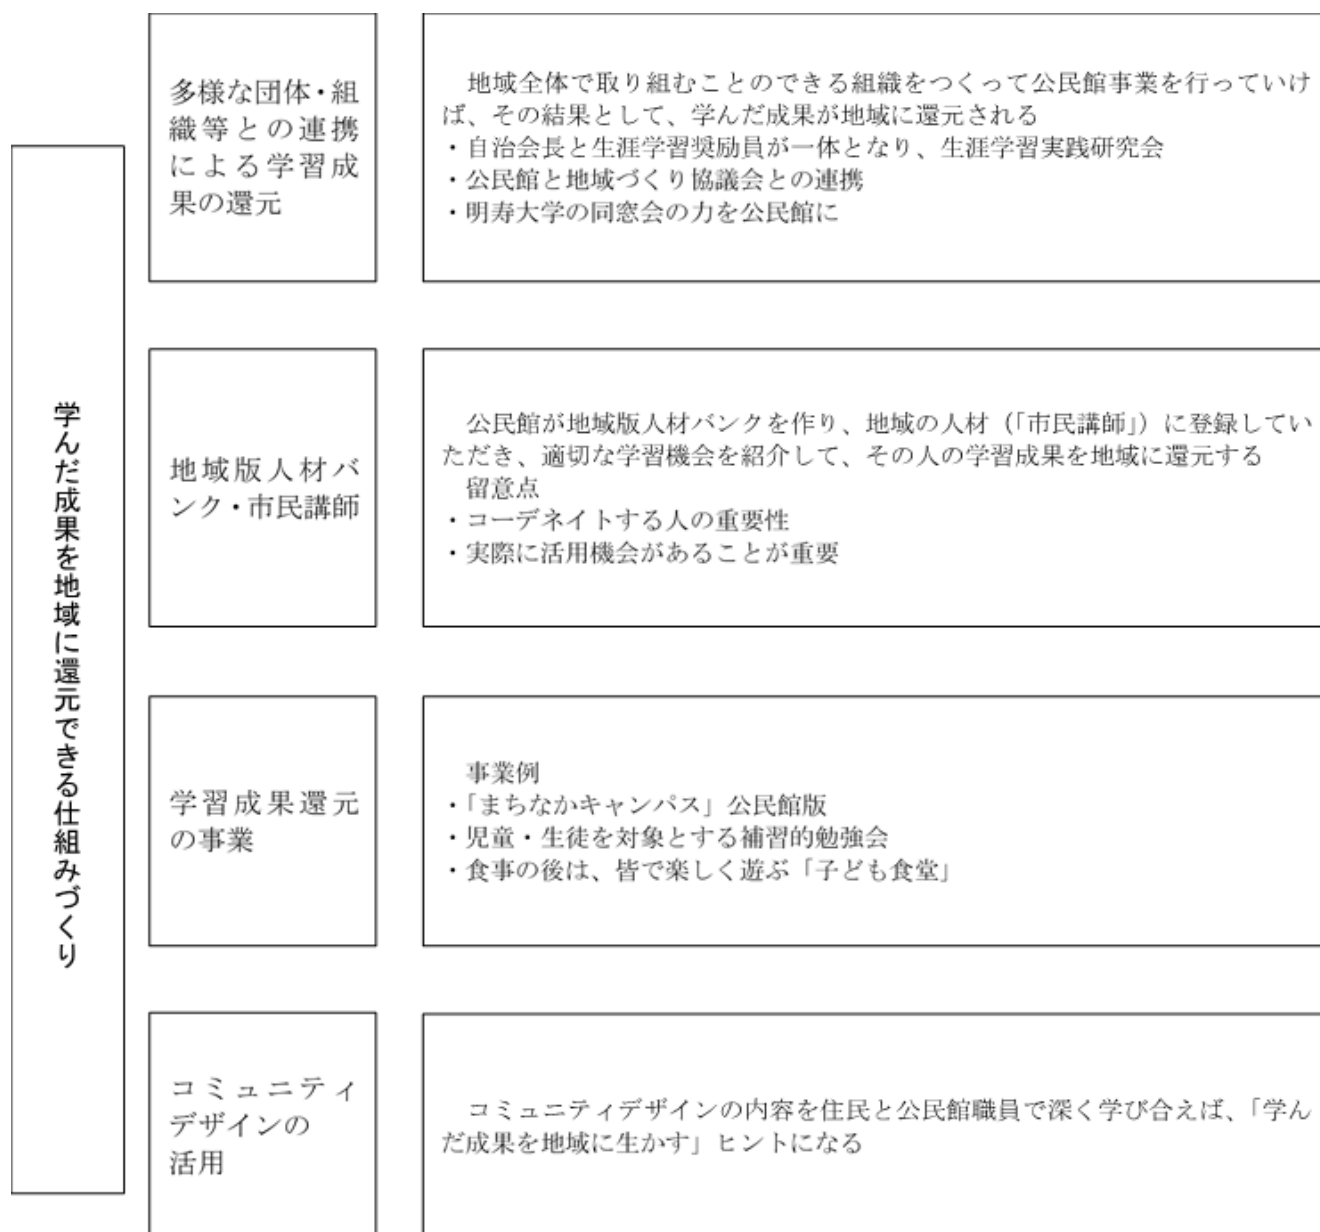 学んだ成果を地域に還元できる仕組みづくり
多様な団体・組
織等との連携
による学習成
果の還元
地域全体で取り組むことのできる組織をつくって公民館事業を行っていけ
ば、その結果として、学んだ成果が地域に還元される
・自治会長と生涯学習奨励員が一体となり、生涯学習実践研究会
・公民館と地域づくり協議会との連携
・明寿大学の同窓会の力を公民館に
地域版人材バ
ンク・市民講師
公民館が地域版人材バンクを作り、地域の人材（「市民講師」）に登録してい
ただき、適切な学習機会を紹介して、その人の学習成果を地域に還元する
留意点
・コーデネイトする人の重要性
・実際に活用機会があることが重要
学習成果還元
の事業
事業例
・「まちなかキャンパス」公民館版
・児童・生徒を対象とする補習的勉強会
・食事の後は、皆で楽しく遊ぶ「子ども食堂」
コミュニティ
デザインの
活用
コミュニティデザインの内容を住民と公民館職員で深く学び合えば、「学ん
だ成果を地域に生かす」ヒントになる